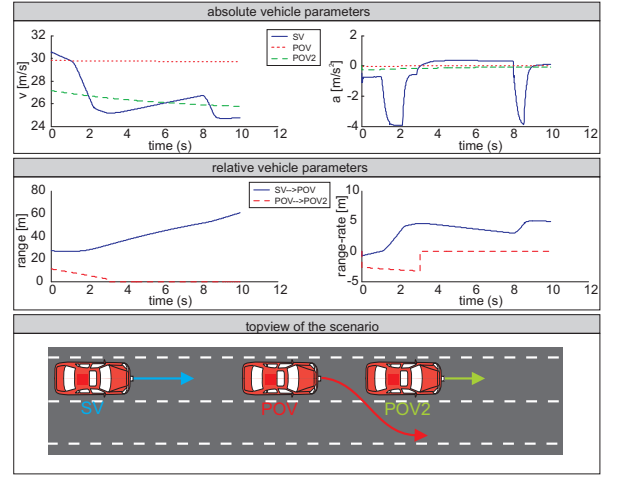 absolute vehicle parameters
32
30
28
26
24
v [m/s]
0 2 4 6 8 10 12
time (s)
SV
POV
POV2
4
2
0
-2
-4
a [m/s²]
0 2 4 6 8 10 12
time (s)
relative vehicle parameters
80
60
40
20
0
range [m]
0 2 4 6 8 10 12
time (s)
SV-->POV
POV-->POV2
10
5
0
-5
range-rate [m]
0 2 4 6 8 10 12
time (s)
topview of the scenario
SV
POV
POV2